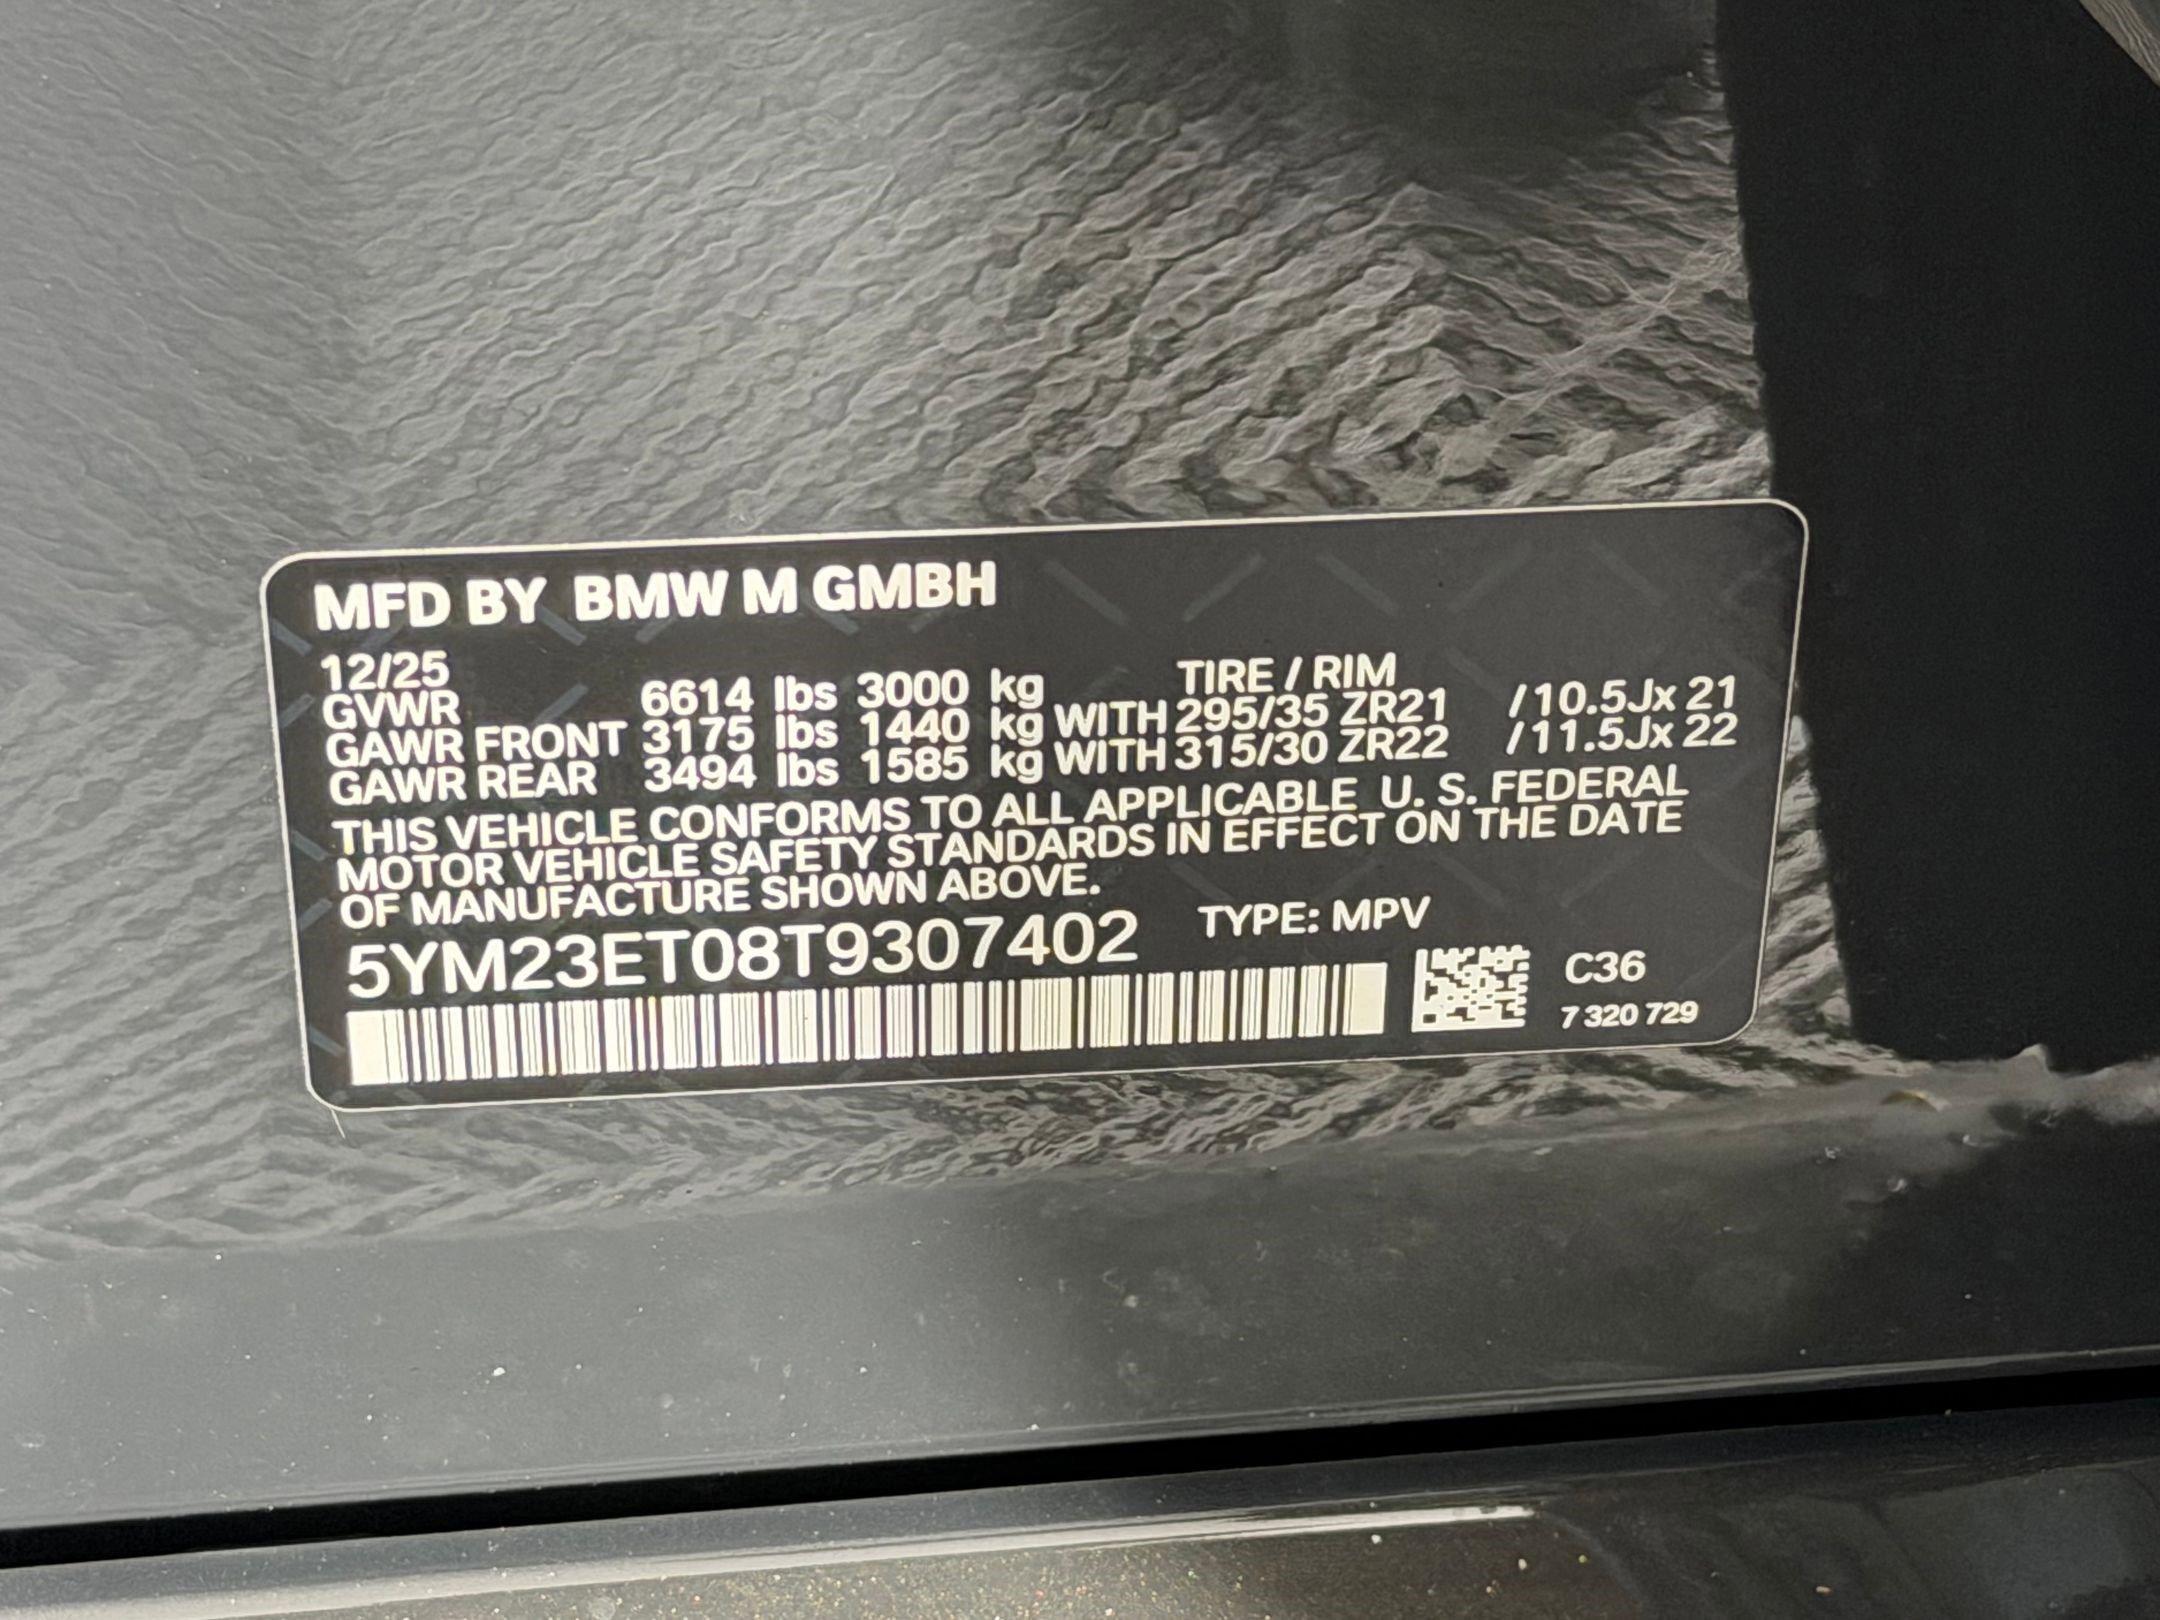 MFD BY BMW M GMBH
12/25 TIRE / RIM
GVWR 6614 lbs 3000 kg
GAWR FRONT 3175 lbs 1440 kg WITH 295/35 ZR21 /10.5Jx 21
GAWR REAR 3494 lbs 1585 kg WITH 315/30 ZR22 /11.5Jx 22
THIS VEHICLE CONFORMS TO ALL APPLICABLE U. S. FEDERAL
MOTOR VEHICLE SAFETY STANDARDS IN EFFECT ON THE DATE
OF MANUFACTURE SHOWN ABOVE.
5YM23ET08T9307402 TYPE: MPV
C36
7 320 729